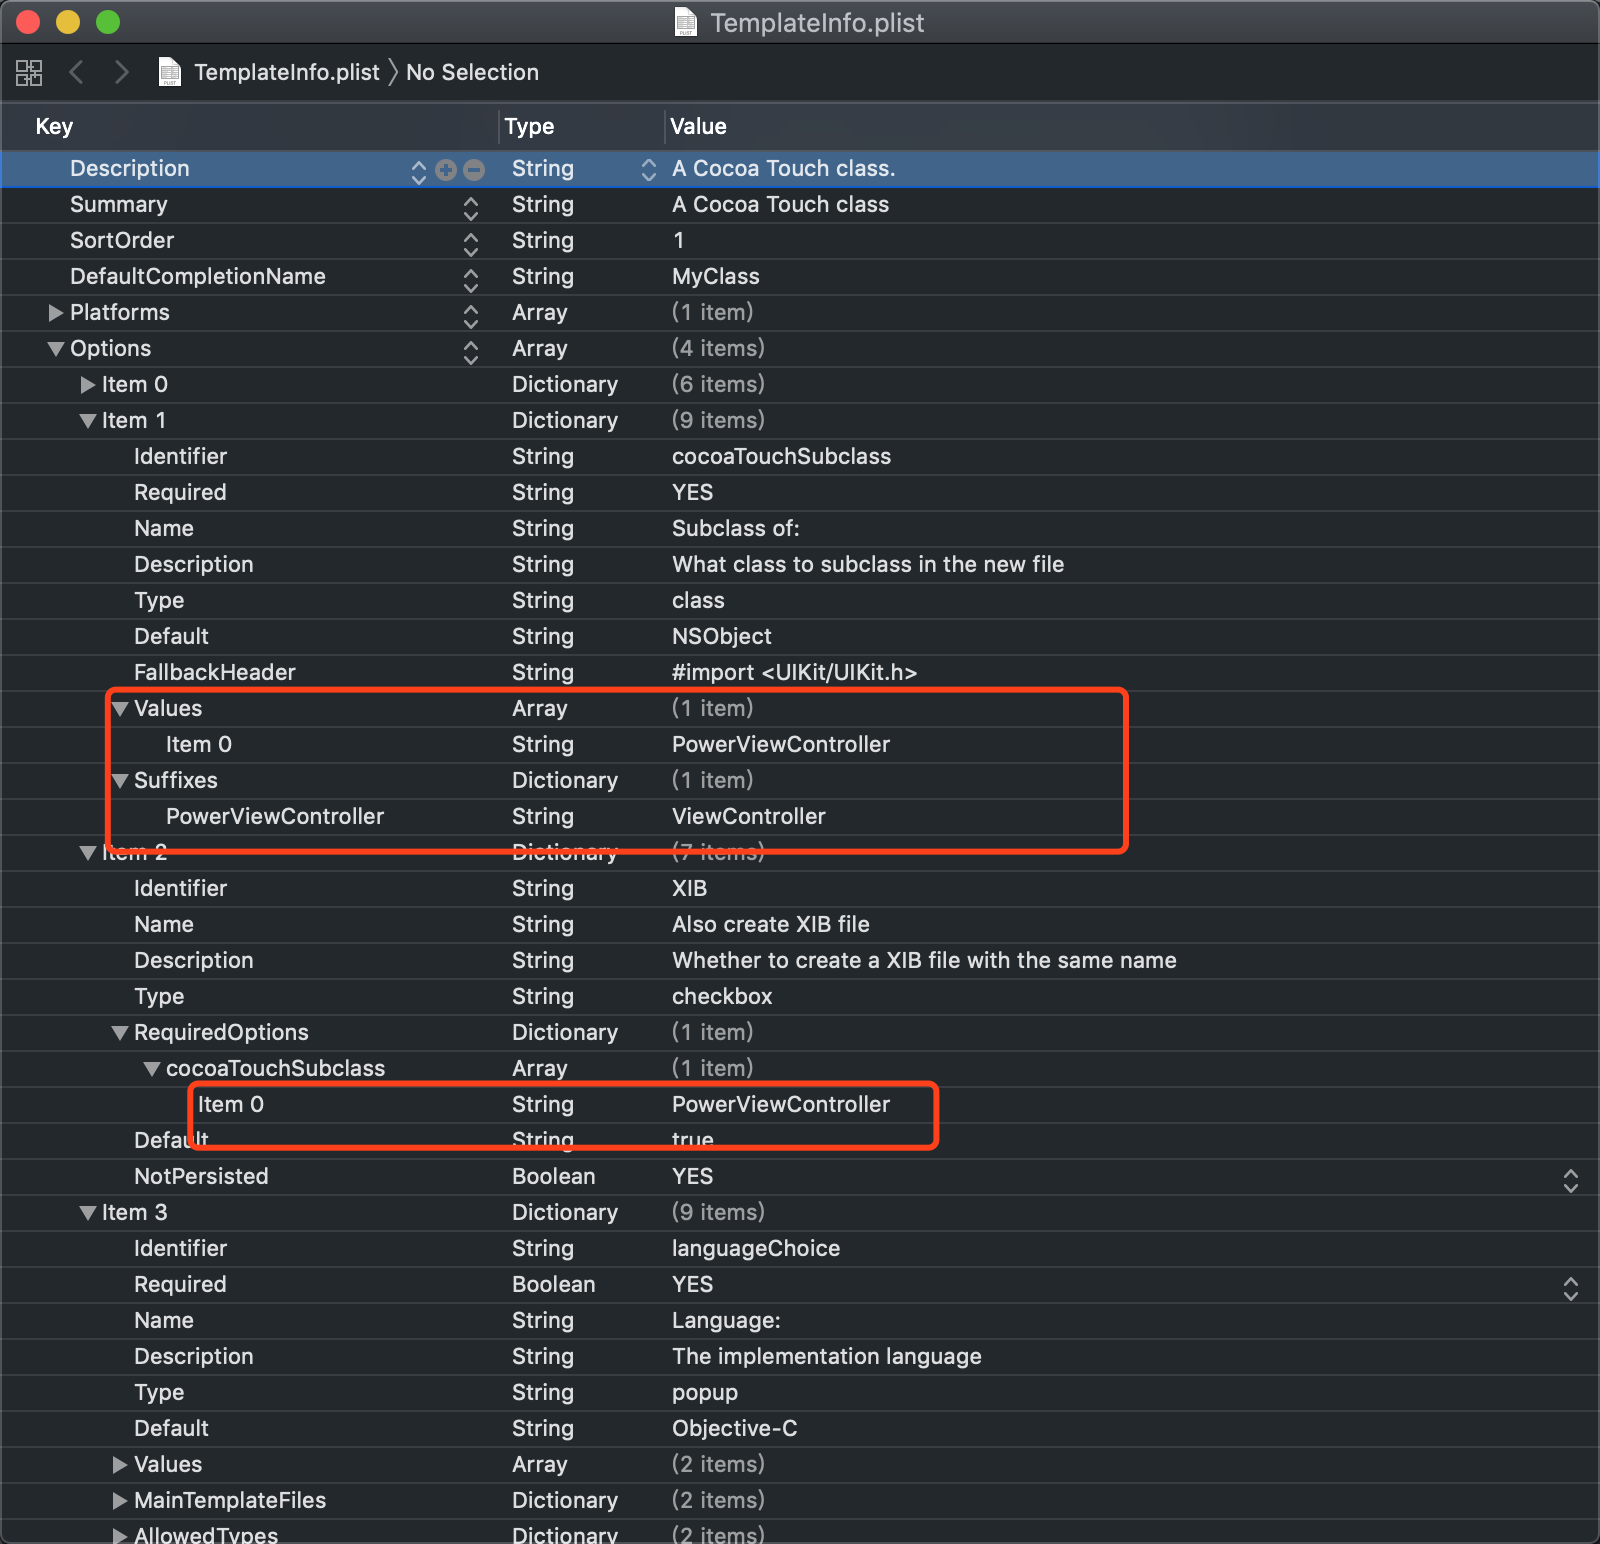 TemplateInfo.plist
TemplateInfo.plist No Selection
Key Type Value
Description String A Cocoa Touch class.
Summary String A Cocoa Touch class
SortOrder String 1
DefaultCompletionName String MyClass
Platforms Array (1 item)
Options Array (4 items)
Item 0 Dictionary (6 items)
Item 1 Dictionary (9 items)
Identifier String cocoaTouchSubclass
Required String YES
Name String Subclass of:
Description String What class to subclass in the new file
Type String class
Default String NSObject
FallbackHeader String #import <UIKit/UIKit.h>
Values Array (1 item)
Item 0 String PowerViewController
Suffixes Dictionary (1 item)
PowerViewController String ViewController
Item 2 Dictionary (7 items)
Identifier String XIB
Name String Also create XIB file
Description String Whether to create a XIB file with the same name
Type String checkbox
RequiredOptions Dictionary (1 item)
cocoaTouchSubclass Array (1 item)
Item 0 String PowerViewController
Default String true
NotPersisted Boolean YES
Item 3 Dictionary (9 items)
Identifier String languageChoice
Required Boolean YES
Name String Language:
Description String The implementation language
Type String popup
Default String Objective-C
Values Array (2 items)
MainTemplateFiles Dictionary (2 items)
AllowedTypes Dictionary (2 items)